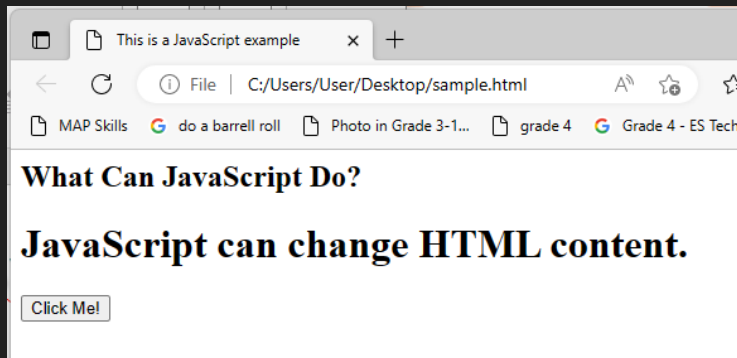 This is a JavaScript example
File C:/Users/User/Desktop/sample.html
MAP Skills do a barrell roll Photo in Grade 3-1... grade 4 Grade 4 - ES Tech
What Can JavaScript Do?
JavaScript can change HTML content.
Click Me!